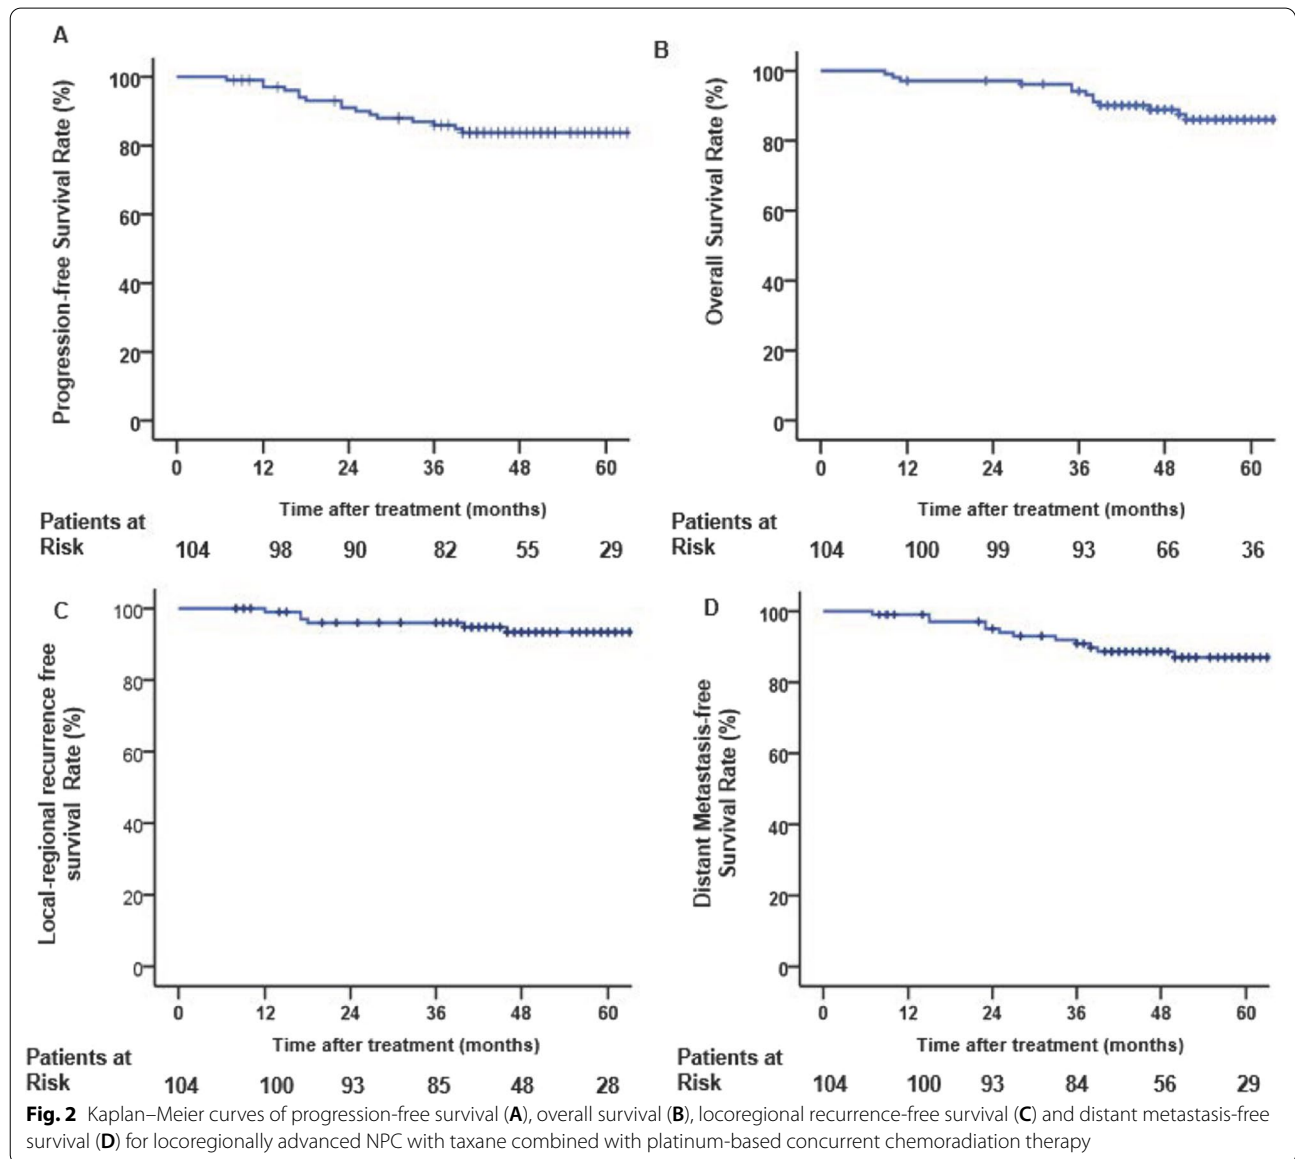 A
Progression-free Survival Rate (%)
100
80
60
40
20
0
0 12 24 36 48 60
Time after treatment (months)
Patients at
Risk
104 98 90 82 55 29
B
Overall Survival Rate (%)
100
80
60
40
20
0
0 12 24 36 48 60
Time after treatment (months)
Patients at
Risk
104 100 99 93 66 36
C
Local-regional recurrence free
survival Rate (%)
100
80
60
40
20
0
0 12 24 36 48 60
Time after treatment (months)
Patients at
Risk
104 100 93 85 48 28
D
Distant Metastasis-free
Survival Rate (%)
100
80
60
40
20
0
0 12 24 36 48 60
Time after treatment (months)
Patients at
Risk
104 100 93 84 56 29
Fig. 2 Kaplan–Meier curves of progression-free survival (A), overall survival (B), locoregional recurrence-free survival (C) and distant metastasis-free
survival (D) for locoregionally advanced NPC with taxane combined with platinum-based concurrent chemoradiation therapy